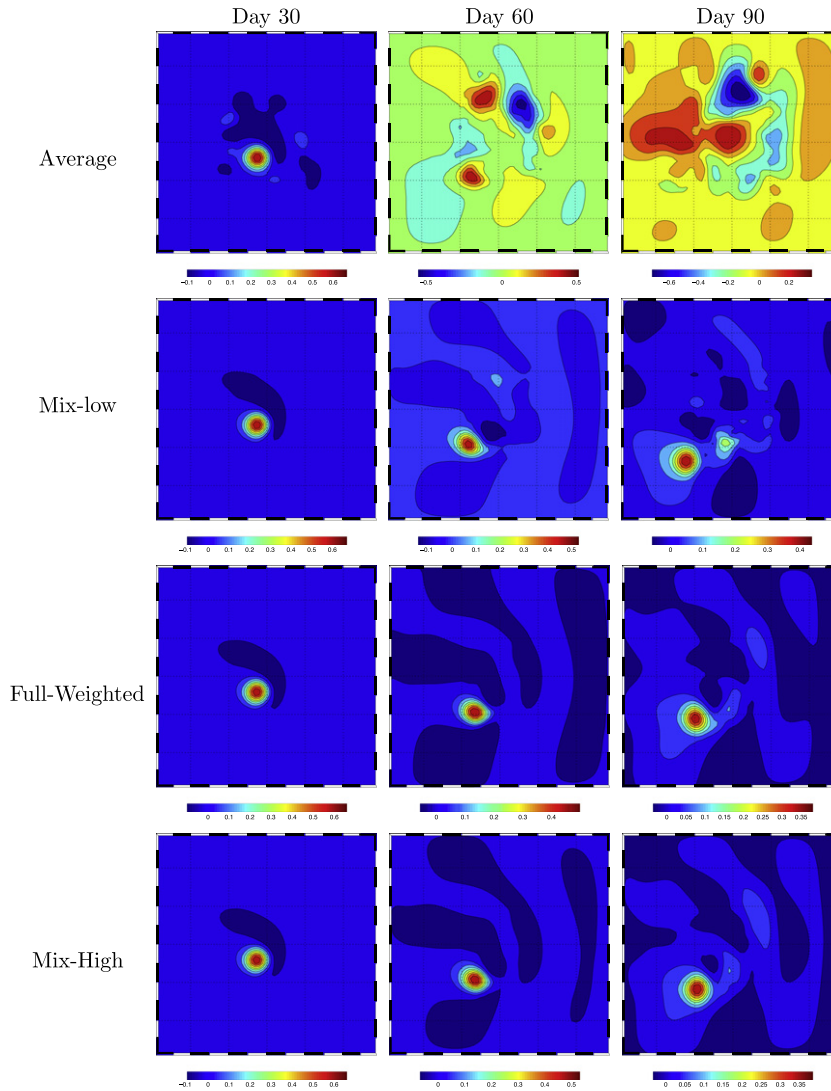 Day 30 Day 60 Day 90
Average
−0.1 0 0.1 0.2 0.3 0.4 0.5 0.6 −0.5 0 0.5 −0.6 −0.4 −0.2 0 0.2
Mix-low
−0.1 0 0.1 0.2 0.3 0.4 0.5 0.6 −0.1 0 0.1 0.2 0.3 0.4 0.5 0 0.1 0.2 0.3 0.4
Full-Weighted
0 0.1 0.2 0.3 0.4 0.5 0.6 0 0.1 0.2 0.3 0.4 0 0.05 0.1 0.15 0.2 0.25 0.3 0.35
Mix-High
−0.1 0 0.1 0.2 0.3 0.4 0.5 0.6 0 0.1 0.2 0.3 0.4 0.5 0 0.05 0.1 0.15 0.2 0.25 0.3 0.35